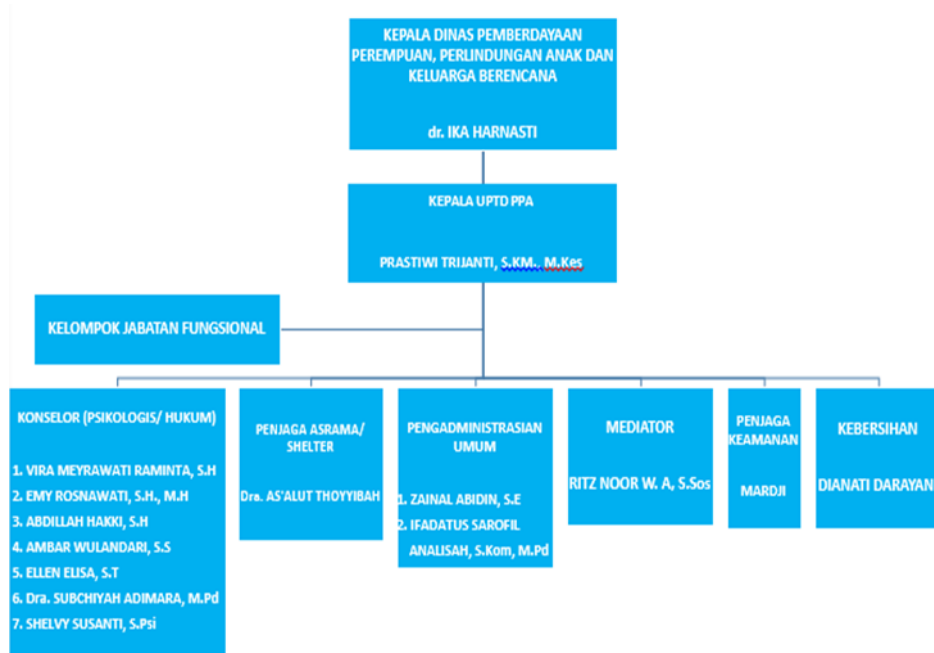 KEPALA DINAS PEMBERDAYAAN
PEREMPUAN, PERLINDUNGAN ANAK DAN
KELUARGA BERENCANA
dr. IKA HARNASTI
KEPALA UPTD PPA
PRASTIWI TRIJANTI, S.KM., M.Kes
KELOMPOK JABATAN FUNGSIONAL
KONSELOR (PSIKOLOGIS/ HUKUM)
1. VIRA MEYRAWATI RAMINTA, S.H
2. EMY ROSNAWATI, S.H., M.H
3. ABDILLAH HAKKI, S.H
4. AMBAR WULANDARI, S.S
5. ELLEN ELISA, S.T
6. Dra. SUBCHIYAH ADIMARA, M.Pd
7. SHELVY SUSANTI, S.Psi
PENJAGA ASRAMA/
SHELTER
Dra. AS'ALUT THOYYIBAH
PENGADMINISTRASIAN
UMUM
1. ZAINAL ABIDIN, S.E
2. IFADATUS SAROFIL
ANALISAH, S.Kom, M.Pd
MEDIATOR
RITZ NOOR W. A, S.Sos
PENJAGA
KEAMANAN
MARDJI
KEBERSIHAN
DIANATI DARAYANI